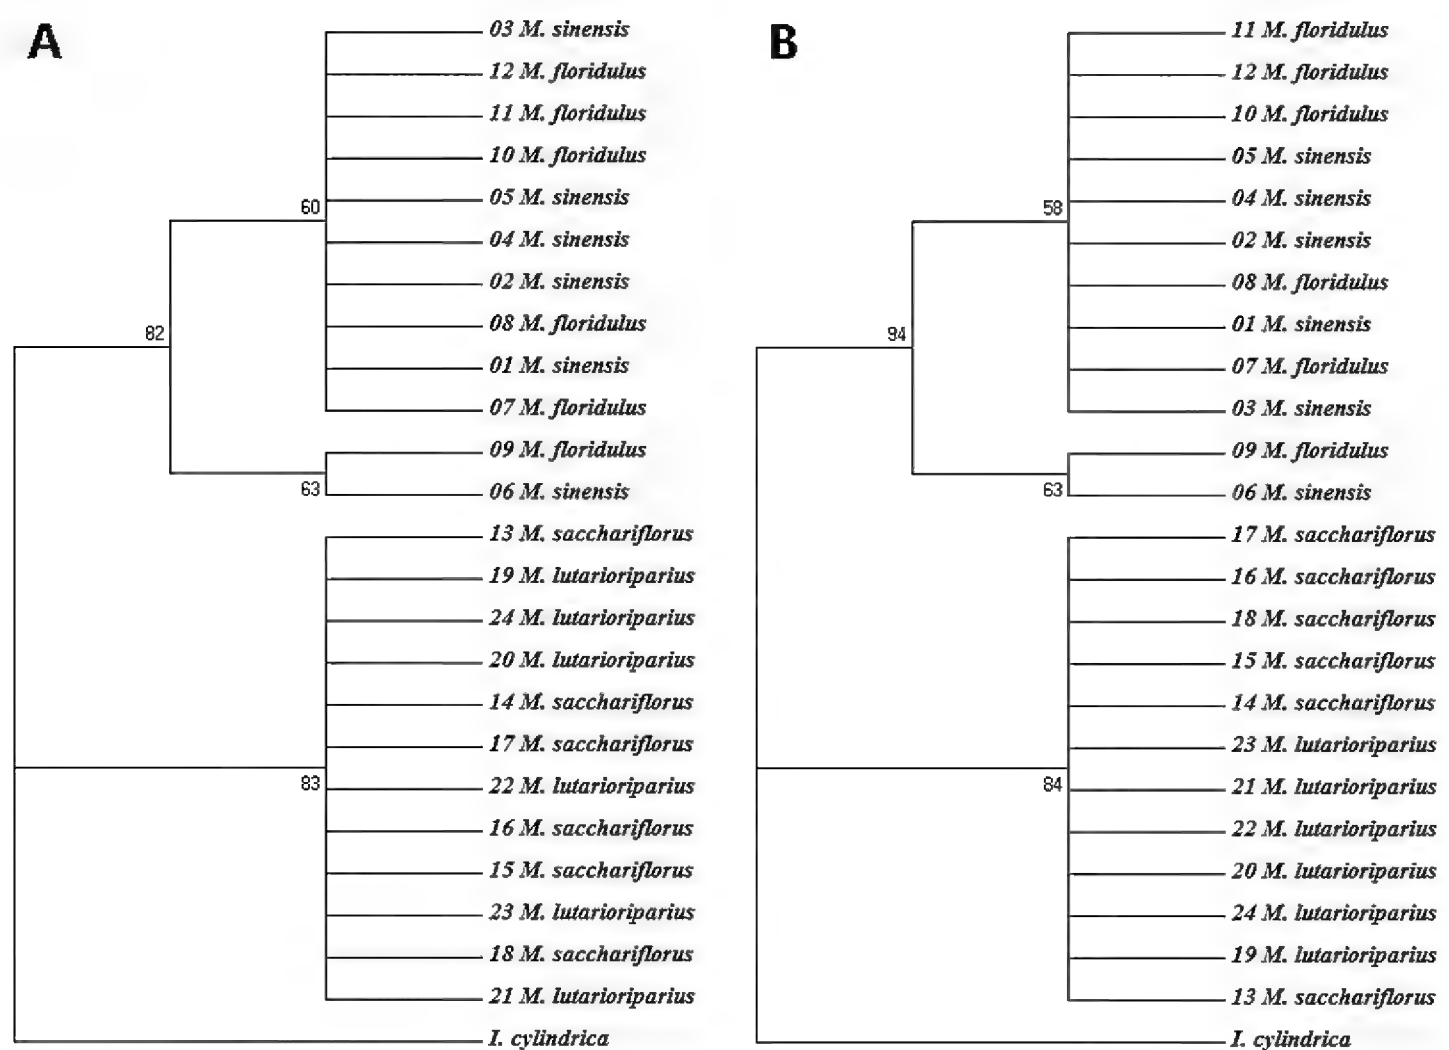 A
03 M. sinensis
12 M. floridulus
11 M. floridulus
10 M. floridulus
05 M. sinensis
60
04 M. sinensis
02 M. sinensis
08 M. floridulus
82
01 M. sinensis
07 M. floridulus
09 M. floridulus
63
06 M. sinensis
13 M. sacchariflorus
19 M. lutarioriparius
24 M. lutarioriparius
20 M. lutarioriparius
14 M. sacchariflorus
17 M. sacchariflorus
83
22 M. lutarioriparius
16 M. sacchariflorus
15 M. sacchariflorus
23 M. lutarioriparius
18 M. sacchariflorus
21 M. lutarioriparius
I. cylindrica
B
11 M. floridulus
12 M. floridulus
10 M. floridulus
05 M. sinensis
04 M. sinensis
58
02 M. sinensis
08 M. floridulus
01 M. sinensis
94
07 M. floridulus
03 M. sinensis
09 M. floridulus
63
06 M. sinensis
17 M. sacchariflorus
16 M. sacchariflorus
18 M. sacchariflorus
15 M. sacchariflorus
14 M. sacchariflorus
23 M. lutarioriparius
84
21 M. lutarioriparius
22 M. lutarioriparius
20 M. lutarioriparius
24 M. lutarioriparius
19 M. lutarioriparius
13 M. sacchariflorus
I. cylindrica